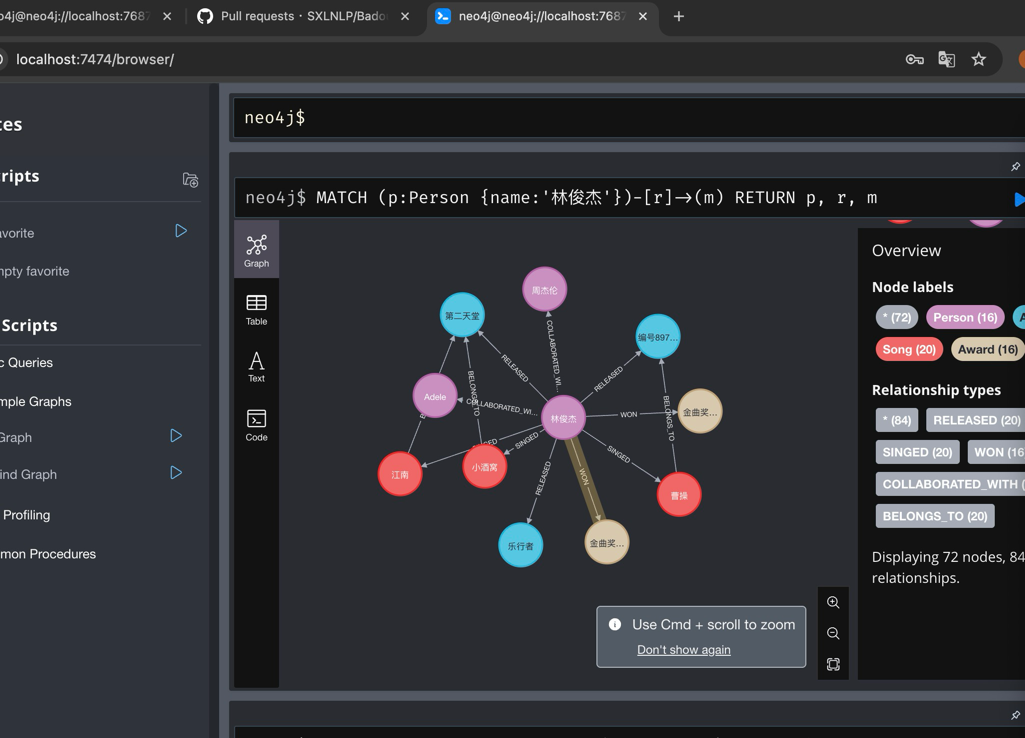 o4j@neo4j://localhost:7687
Pull requests · SXLNLP/Bado
neo4j@neo4j://localhost:7687
localhost:7474/browser/
tes
neo4j$
ripts
avorite
mpty favorite
Scripts
c Queries
mple Graphs
Graph
ind Graph
Profiling
mon Procedures
neo4j$ MATCH (p:Person {name:'林俊杰'})-[r]→(m) RETURN p, r, m
Graph
Table
Text
Code
周杰伦
第二天堂
编号897...
COLLABORATED_WI...
RELEASED
RELEASED
BELONGS_TO
Adele
COLLABORATED_WI...
林俊杰
WON
金曲奖...
BELONGS_TO
SINGED
SINGED
江南
小酒窝
RELEASED
WON
曹操
乐行者
金曲奖...
Overview
Node labels
* (72)
Person (16)
A
Song (20)
Award (16)
Relationship types
* (84)
RELEASED (20)
SINGED (20)
WON (16
COLLABORATED_WITH (
BELONGS_TO (20)
Displaying 72 nodes, 84
relationships.
Use Cmd + scroll to zoom
Don't show again